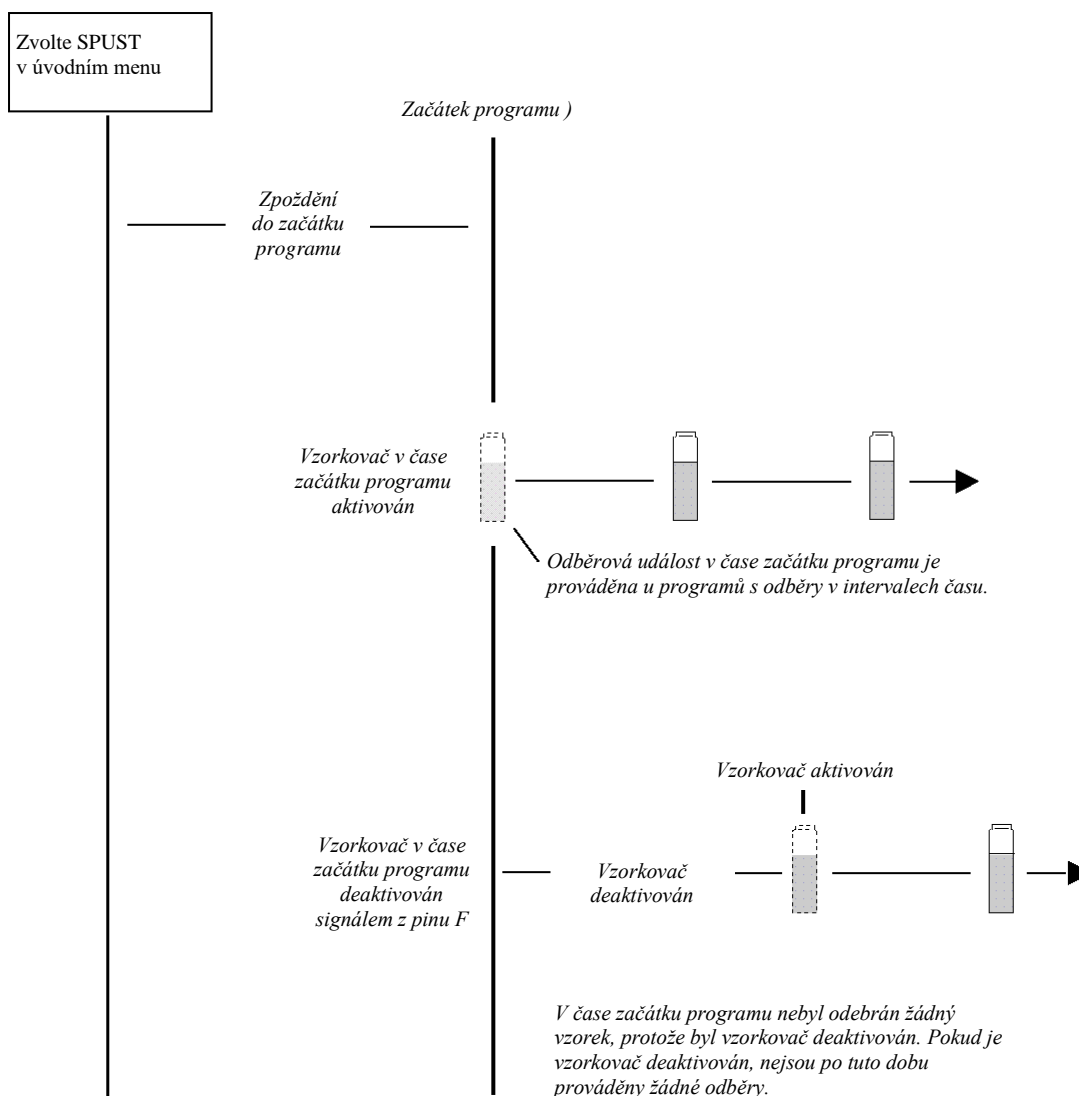 Zvolte SPUST
v úvodním menu
Začátek programu )
Zpoždění
do začátku
programu
Vzorkovač v čase
začátku programu
aktivován
Odběrová událost v čase začátku programu je
prováděna u programů s odběry v intervalech času.
Vzorkovač aktivován
Vzorkovač v čase
začátku programu
deaktivován
signálem z pinu F
Vzorkovač
deaktivován
V čase začátku programu nebyl odebrán žádný
vzorek, protože byl vzorkovač deaktivován. Pokud je
vzorkovač deaktivován, nejsou po tuto dobu
prováděny žádné odběry.